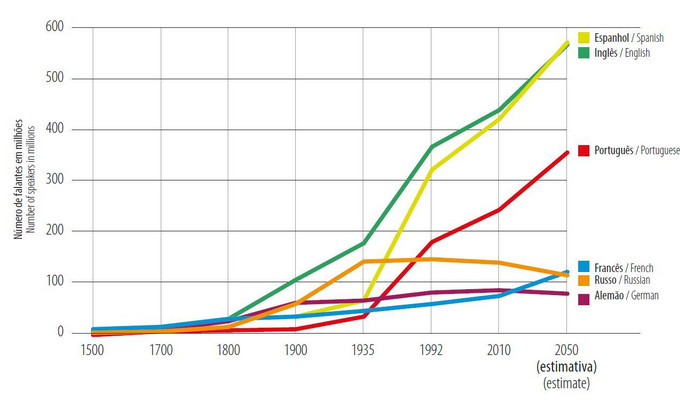 Número de falantes em milhões
Number of speakers in millions
600
500
400
300
200
100
0
1500
1700
1800
1900
1935
1992
2010
2050
(estimativa)
(estimate)
Espanhol / Spanish
Inglês / English
Português / Portuguese
Francês / French
Russo / Russian
Alemão / German